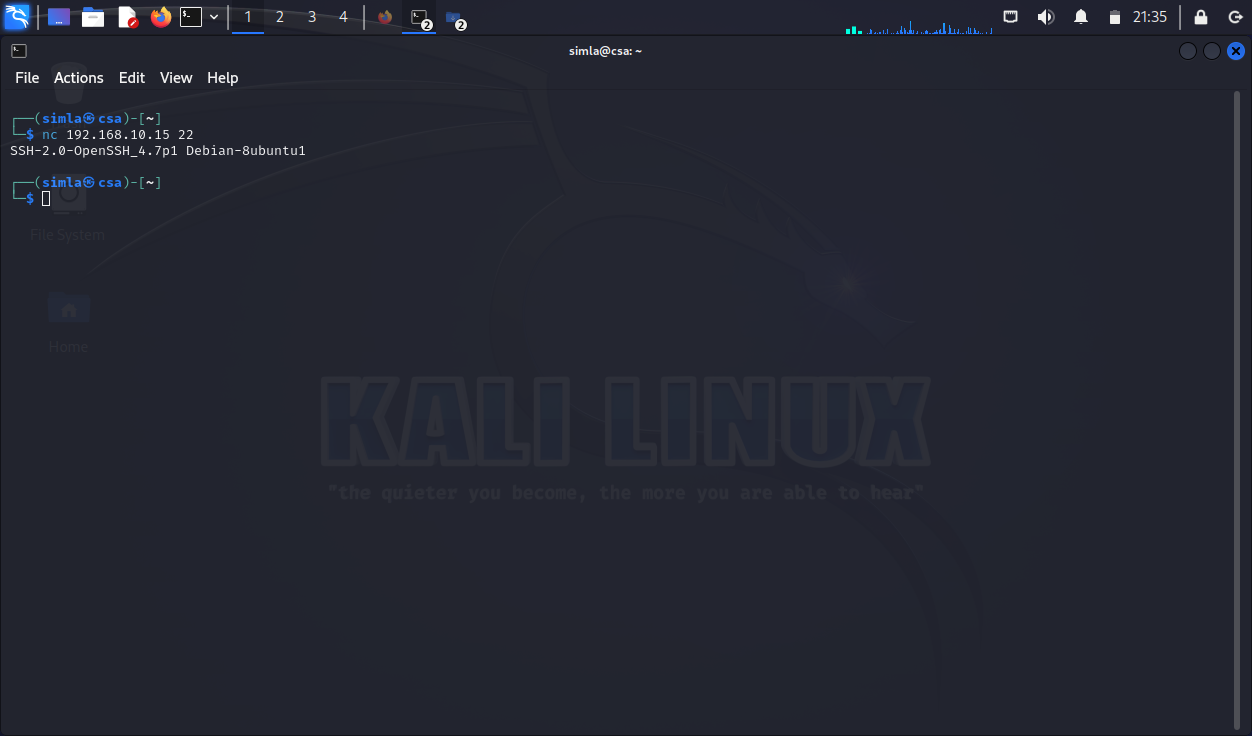 1 2 3 4 2 2 21:35
simla@csa: ~
File Actions Edit View Help
┌──(simla㉿csa)-[~]
└─$ nc 192.168.10.15 22
SSH-2.0-OpenSSH_4.7p1 Debian-8ubuntu1
┌──(simla㉿csa)-[~]
└─$
File System
Home
KALI LINUX
"the quieter you become, the more you are able to hear"